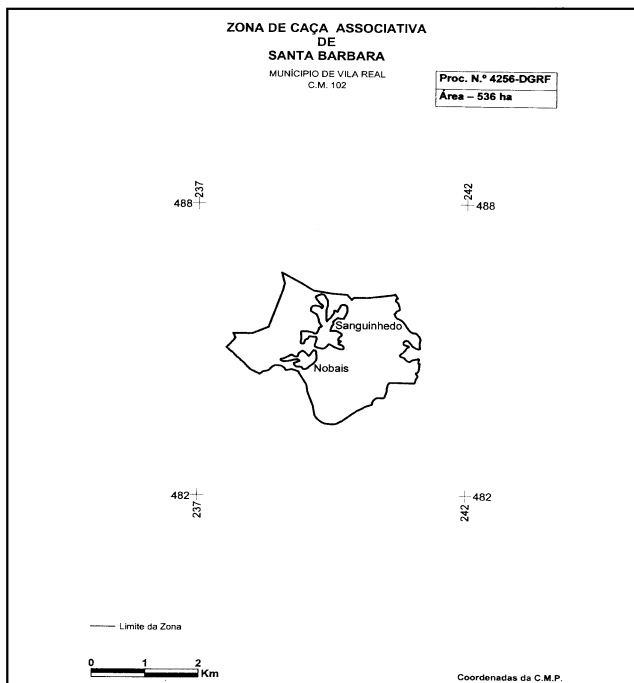 ZONA DE CAÇA ASSOCIATIVA
DE
SANTA BARBARA
MUNÍCIPIO DE VILA REAL
C.M. 102
Proc. N.º 4256-DGRF
Área – 536 ha
237
488
242
488
Sanguinhedo
Nobais
482
237
482
242
Limite da Zona
0 1 2
Km
Coordenadas da C.M.P.